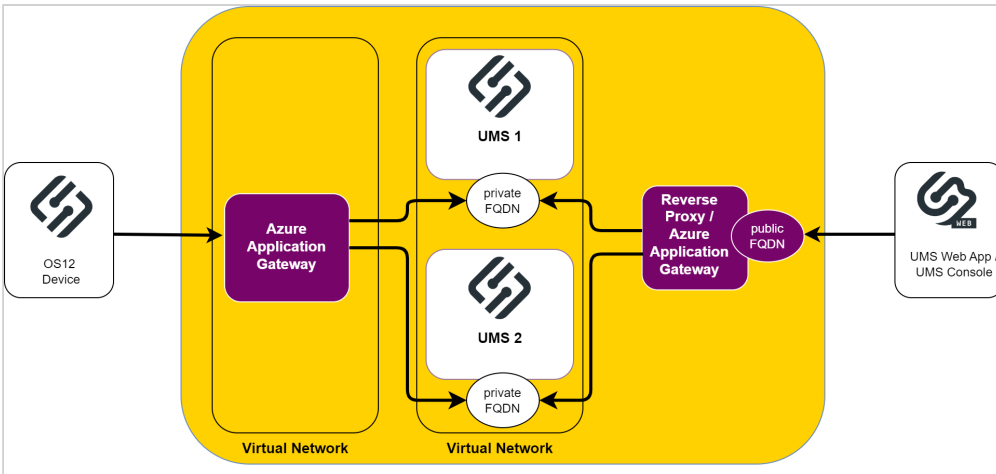 OS12
Device
Azure
Application
Gateway
Virtual Network
UMS 1
private
FQDN
UMS 2
private
FQDN
Virtual Network
Reverse
Proxy /
Azure
Application
Gateway
public
FQDN
WEB
UMS Web App /
UMS Console